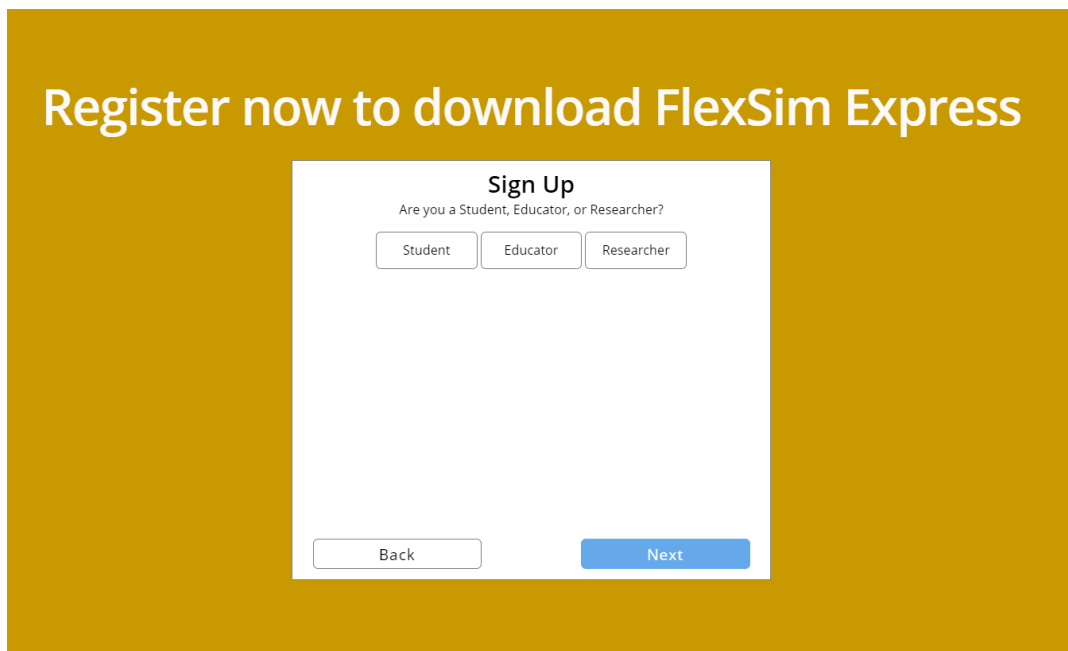 Register now to download FlexSim Express
Sign Up
Are you a Student, Educator, or Researcher?
Student Educator Researcher
Back Next